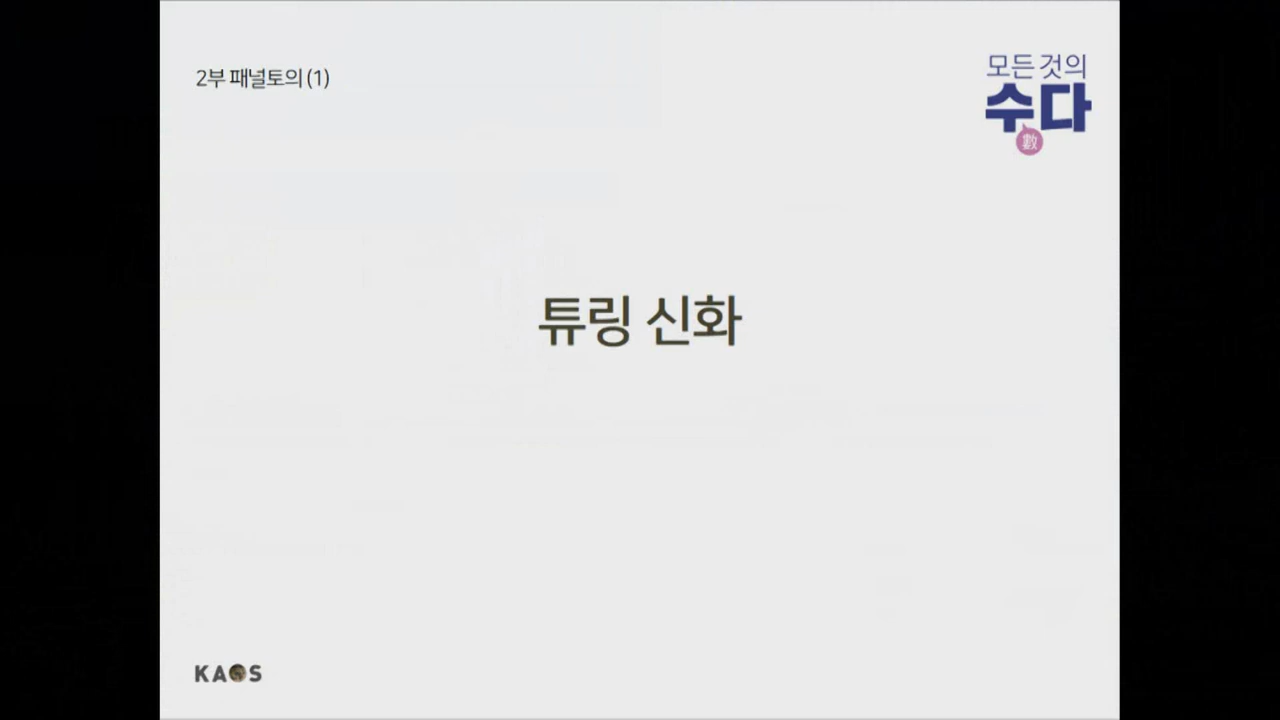 2부 패널토의 (1)
모든 것의
수다
數
튜링 신화
KAOS